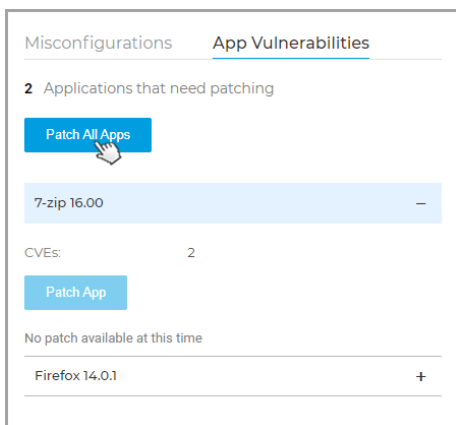 Misconfigurations App Vulnerabilities
2 Applications that need patching
Patch All Apps
7-zip 16.00 −
CVEs: 2
Patch App
No patch available at this time
Firefox 14.0.1 +